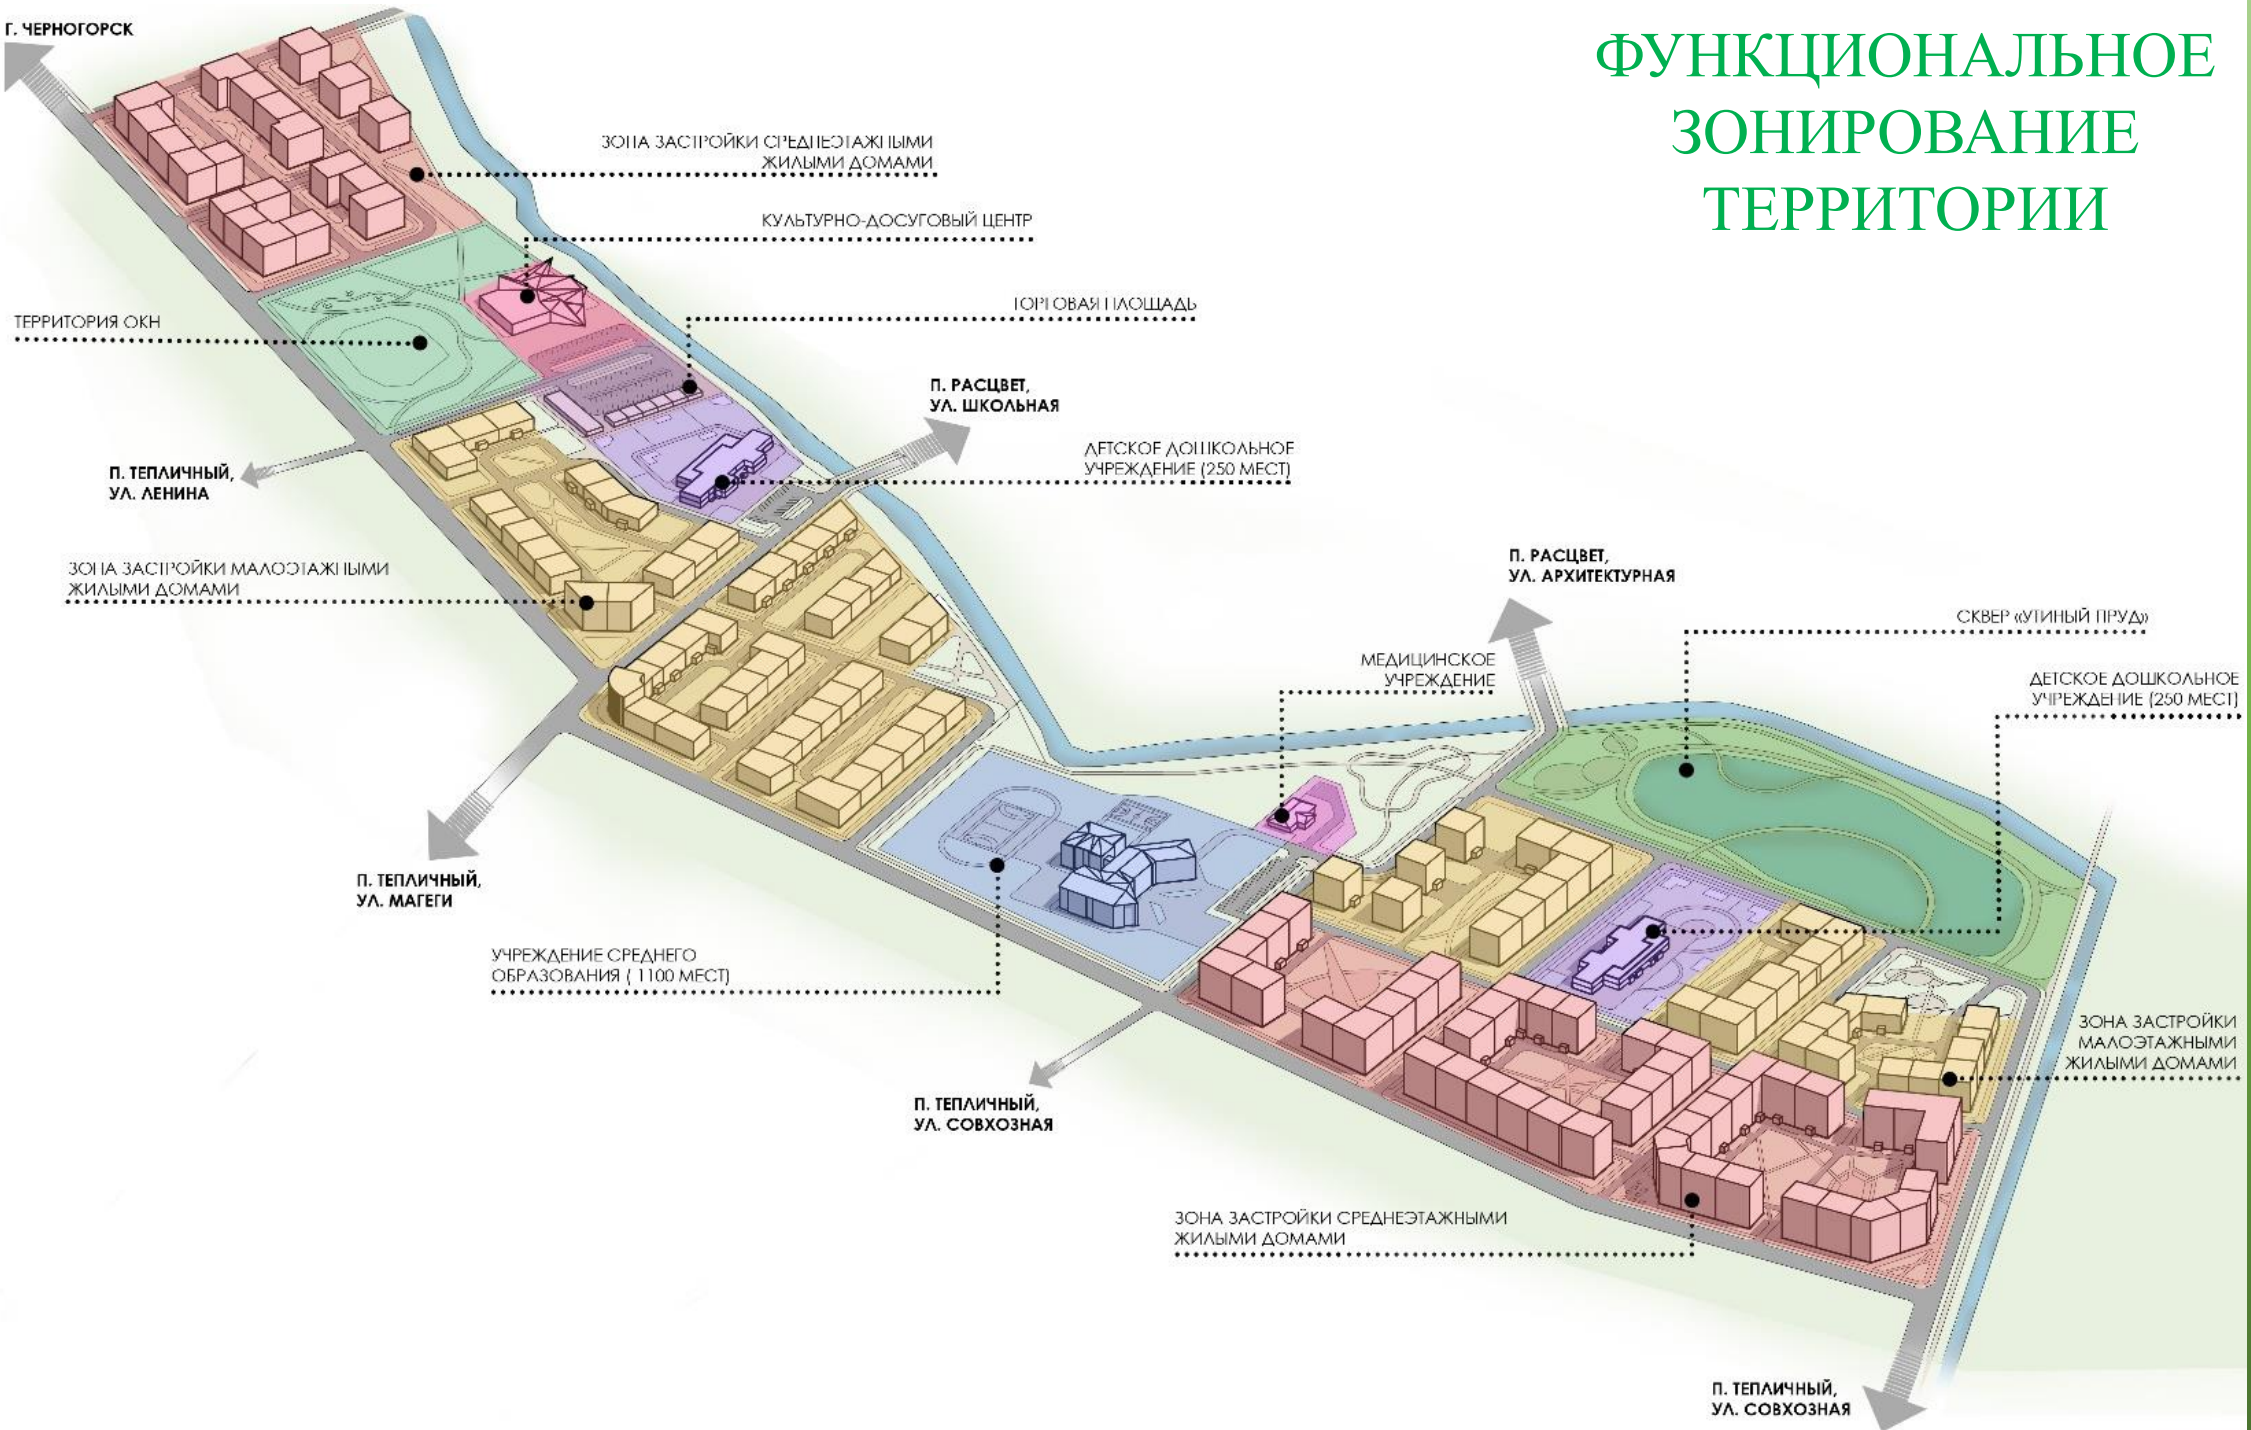 ФУНКЦИОНАЛЬНОЕ
ЗОНИРОВАНИЕ
ТЕРРИТОРИИ
Г. ЧЕРНОГОРСК
ЗОНА ЗАСТРОЙКИ СРЕДНЕЭТАЖНЫМИ
ЖИЛЫМИ ДОМАМИ
КУЛЬТУРНО-ДОСУГОВЫЙ ЦЕНТР
ТОРГОВАЯ ПЛОЩАДЬ
ТЕРРИТОРИЯ ОКН
П. РАСЦВЕТ,
УЛ. ШКОЛЬНАЯ
ДЕТСКОЕ ДОШКОЛЬНОЕ
УЧРЕЖДЕНИЕ (250 МЕСТ)
П. ТЕПЛИЧНЫЙ,
УЛ. ЛЕНИНА
ЗОНА ЗАСТРОЙКИ МАЛОЭТАЖНЫМИ
ЖИЛЫМИ ДОМАМИ
П. РАСЦВЕТ,
УЛ. АРХИТЕКТУРНАЯ
СКВЕР «УТИНЫЙ ПРУД»
МЕДИЦИНСКОЕ
УЧРЕЖДЕНИЕ
ДЕТСКОЕ ДОШКОЛЬНОЕ
УЧРЕЖДЕНИЕ (250 МЕСТ)
П. ТЕПЛИЧНЫЙ,
УЛ. МАГЕГИ
УЧРЕЖДЕНИЕ СРЕДНЕГО
ОБРАЗОВАНИЯ ( 1100 МЕСТ)
ЗОНА ЗАСТРОЙКИ
МАЛОЭТАЖНЫМИ
ЖИЛЫМИ ДОМАМИ
П. ТЕПЛИЧНЫЙ,
УЛ. СОВХОЗНАЯ
ЗОНА ЗАСТРОЙКИ СРЕДНЕЭТАЖНЫМИ
ЖИЛЫМИ ДОМАМИ
П. ТЕПЛИЧНЫЙ,
УЛ. СОВХОЗНАЯ